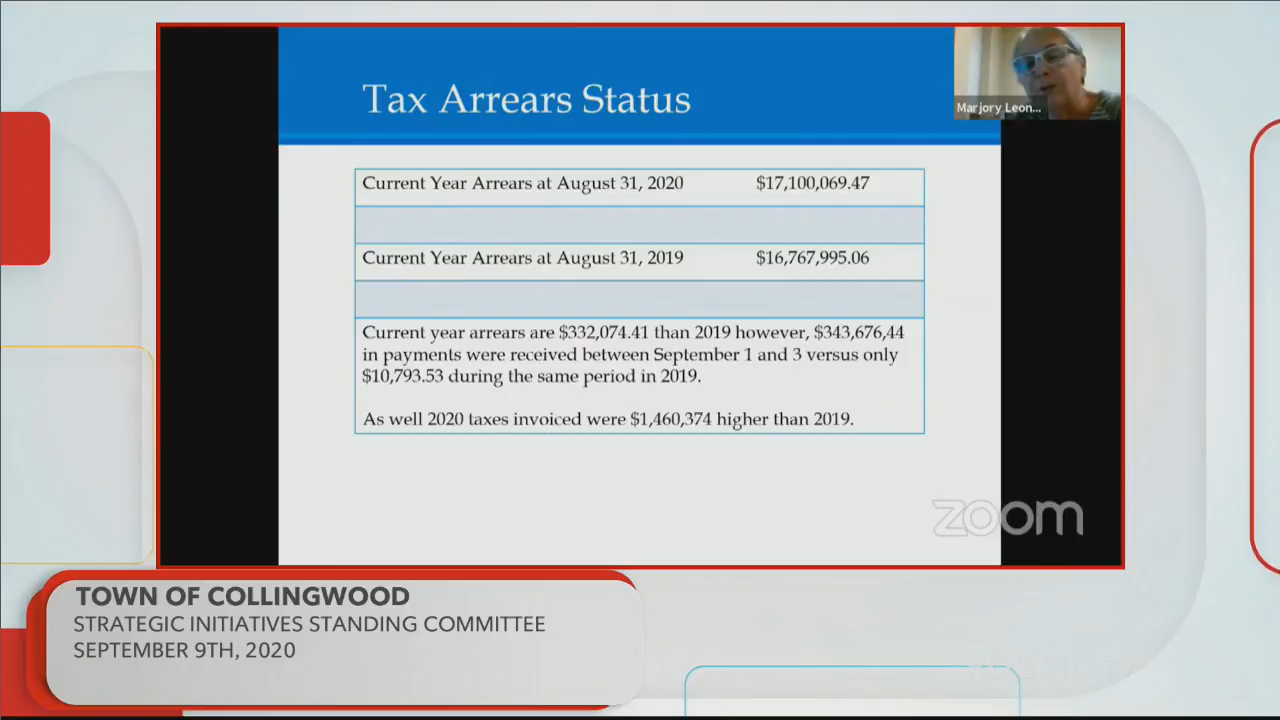 Tax Arrears Status
Marjory Leon...
Current Year Arrears at August 31, 2020 $17,100,069.47
Current Year Arrears at August 31, 2019 $16,767,995.06
Current year arrears are $332,074.41 than 2019 however, $343,676,44
in payments were received between September 1 and 3 versus only
$10,793.53 during the same period in 2019.
As well 2020 taxes invoiced were $1,460,374 higher than 2019.
zoom
TOWN OF COLLINGWOOD
STRATEGIC INITIATIVES STANDING COMMITTEE
SEPTEMBER 9TH, 2020